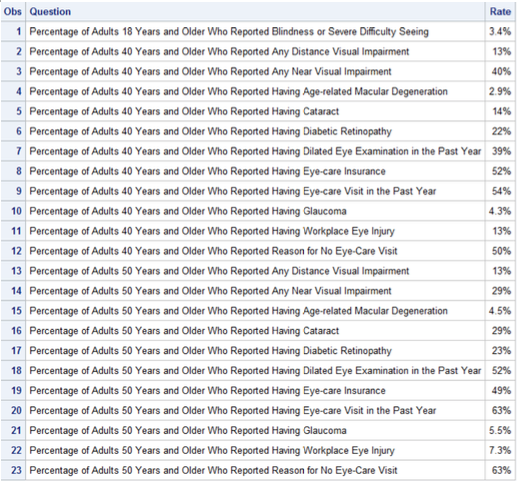 Obs Question Rate
1 Percentage of Adults 18 Years and Older Who Reported Blindness or Severe Difficulty Seeing 3.4%
2 Percentage of Adults 40 Years and Older Who Reported Any Distance Visual Impairment 13%
3 Percentage of Adults 40 Years and Older Who Reported Any Near Visual Impairment 40%
4 Percentage of Adults 40 Years and Older Who Reported Having Age-related Macular Degeneration 2.9%
5 Percentage of Adults 40 Years and Older Who Reported Having Cataract 14%
6 Percentage of Adults 40 Years and Older Who Reported Having Diabetic Retinopathy 22%
7 Percentage of Adults 40 Years and Older Who Reported Having Dilated Eye Examination in the Past Year 39%
8 Percentage of Adults 40 Years and Older Who Reported Having Eye-care Insurance 52%
9 Percentage of Adults 40 Years and Older Who Reported Having Eye-care Visit in the Past Year 54%
10 Percentage of Adults 40 Years and Older Who Reported Having Glaucoma 4.3%
11 Percentage of Adults 40 Years and Older Who Reported Having Workplace Eye Injury 13%
12 Percentage of Adults 40 Years and Older Who Reported Reason for No Eye-Care Visit 50%
13 Percentage of Adults 50 Years and Older Who Reported Any Distance Visual Impairment 13%
14 Percentage of Adults 50 Years and Older Who Reported Any Near Visual Impairment 29%
15 Percentage of Adults 50 Years and Older Who Reported Having Age-related Macular Degeneration 4.5%
16 Percentage of Adults 50 Years and Older Who Reported Having Cataract 29%
17 Percentage of Adults 50 Years and Older Who Reported Having Diabetic Retinopathy 23%
18 Percentage of Adults 50 Years and Older Who Reported Having Dilated Eye Examination in the Past Year 52%
19 Percentage of Adults 50 Years and Older Who Reported Having Eye-care Insurance 49%
20 Percentage of Adults 50 Years and Older Who Reported Having Eye-care Visit in the Past Year 63%
21 Percentage of Adults 50 Years and Older Who Reported Having Glaucoma 5.5%
22 Percentage of Adults 50 Years and Older Who Reported Having Workplace Eye Injury 7.3%
23 Percentage of Adults 50 Years and Older Who Reported Reason for No Eye-Care Visit 63%